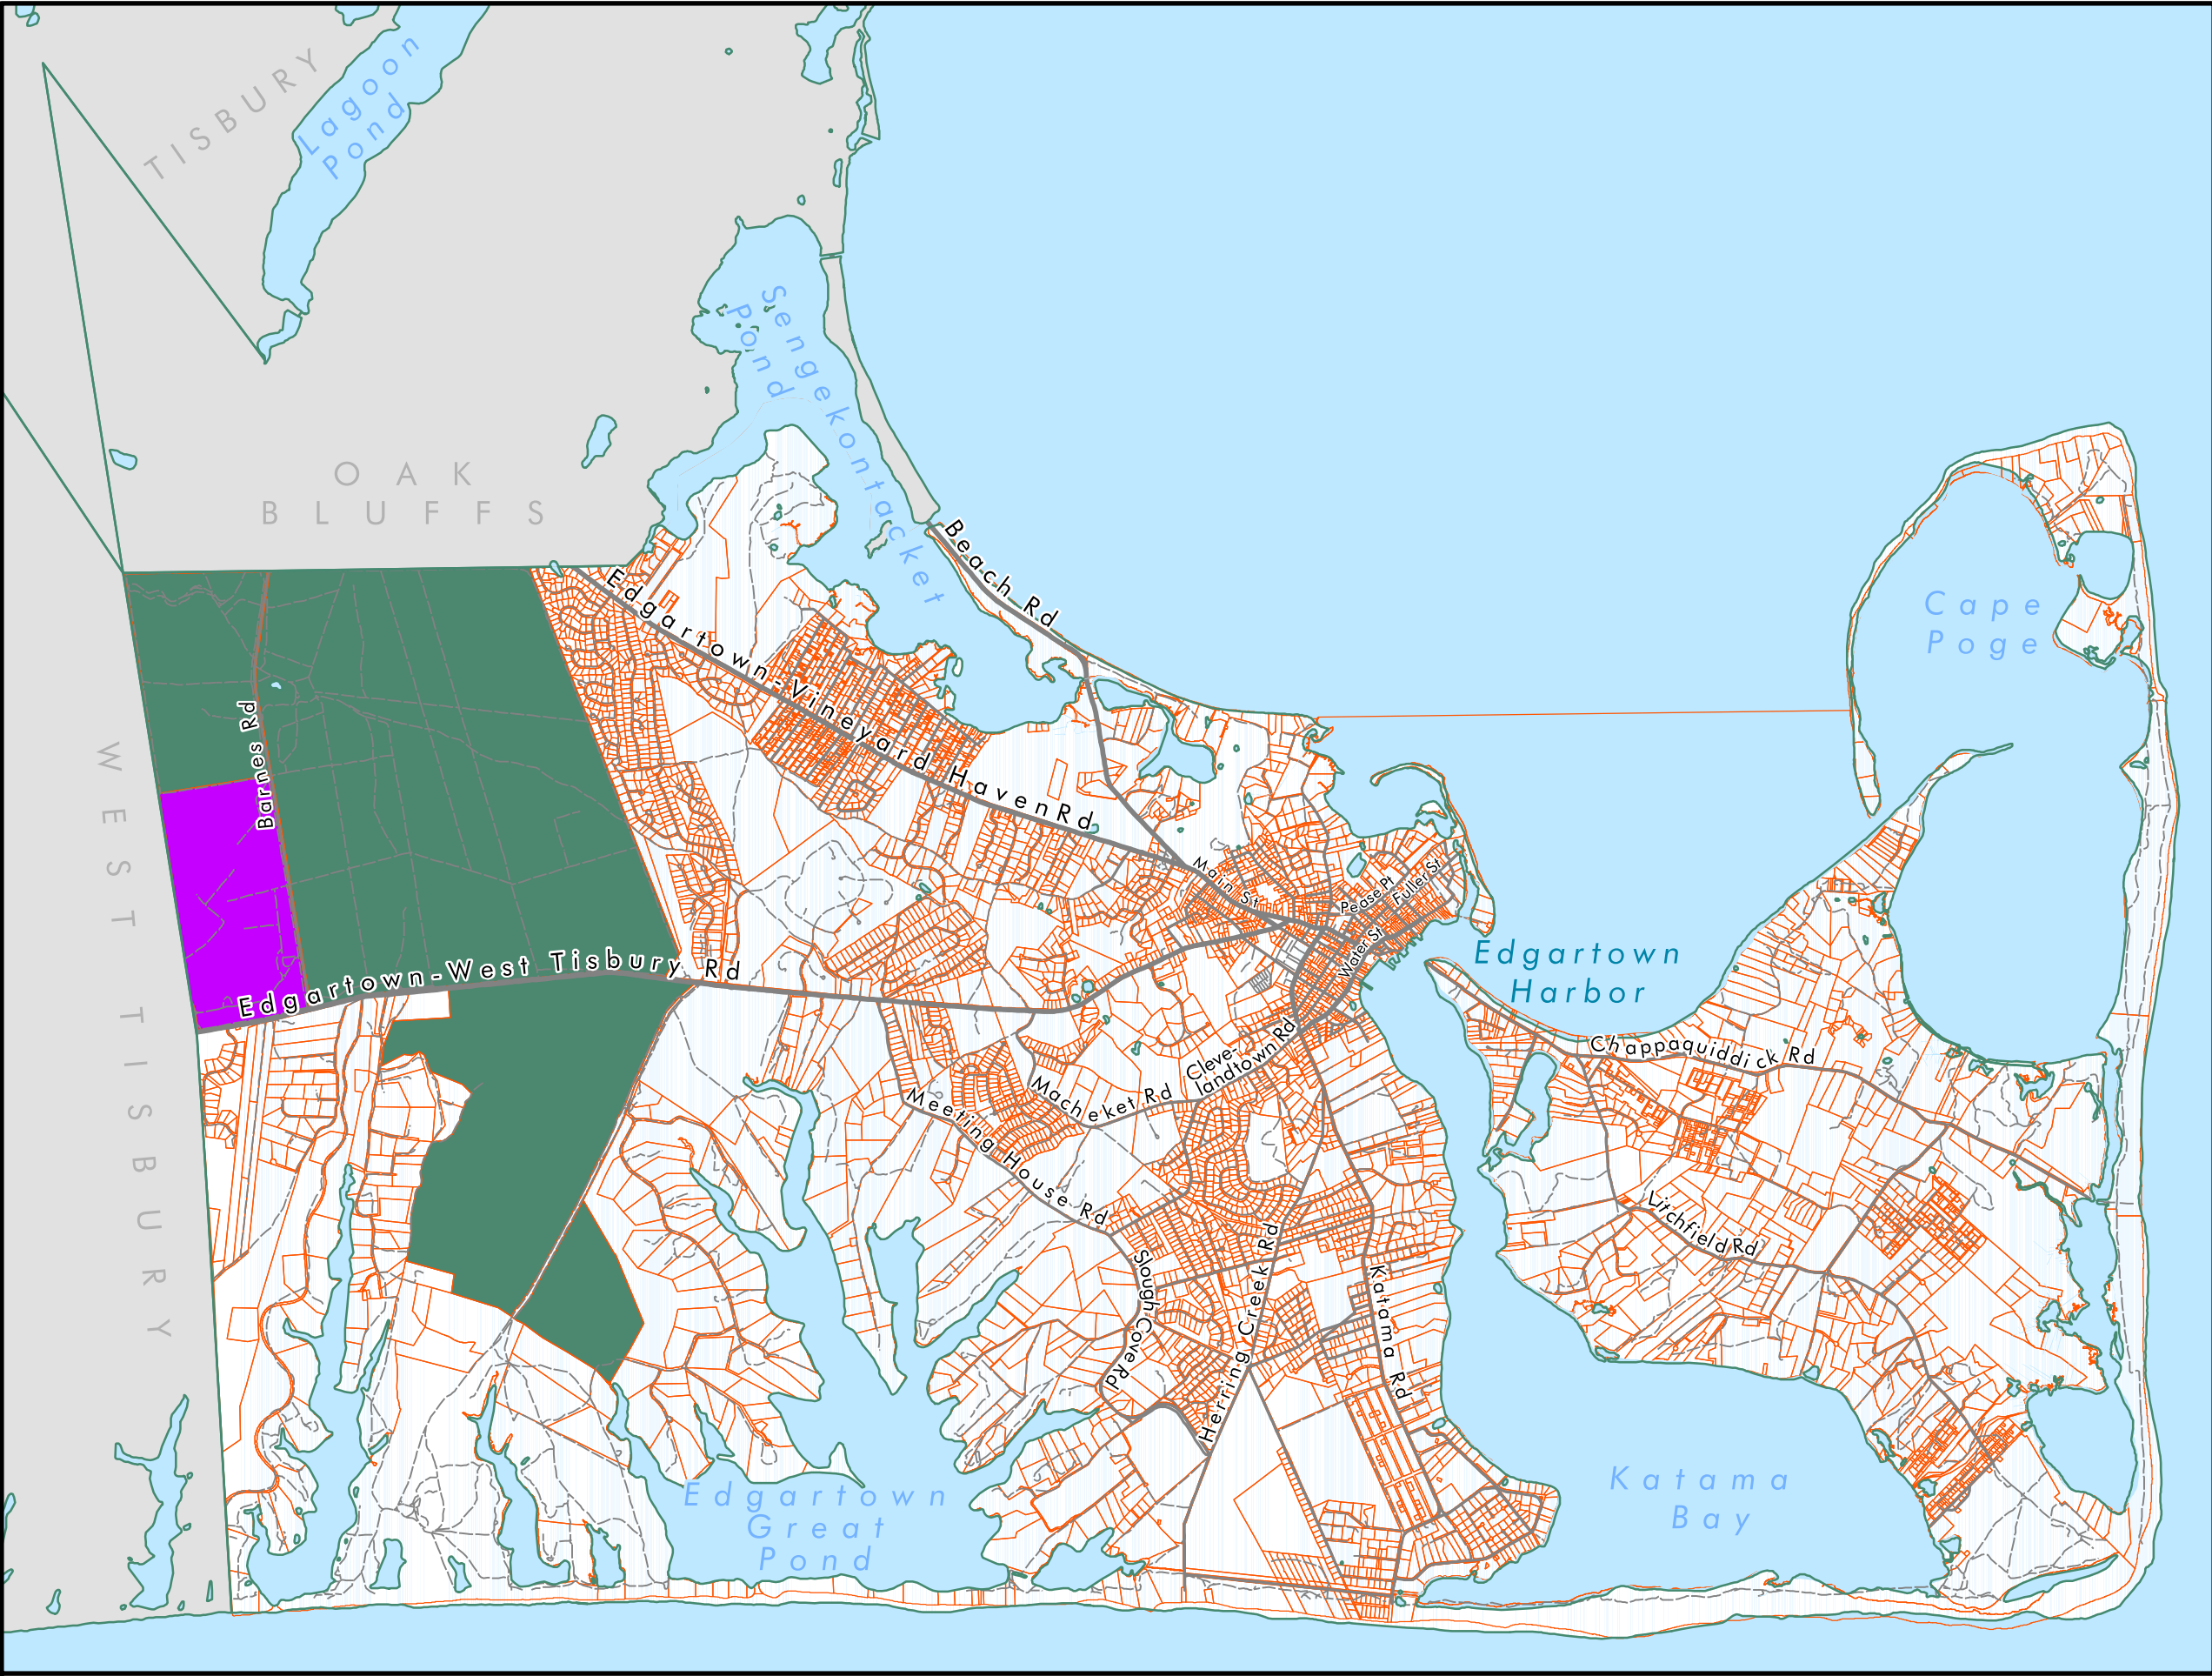 TISBURY
Lagoon
Pond
OAK
BLUFFS
Sengekontacket
Pond
Beach Rd
Edgartown-Vineyard Haven Rd
Cape
Poge
Barnes Rd
WEST TISBURY
Main St
Pease Pt
Fuller St
Water St
Edgartown
Harbor
Edgartown-West Tisbury Rd
Chappaquiddick Rd
Cleve-
landtown Rd
Macheket Rd
Meeting House Rd
Litchfield Rd
Slough Cove Rd
Herring Creek Rd
Katama Rd
Edgartown
Great
Pond
Katama
Bay